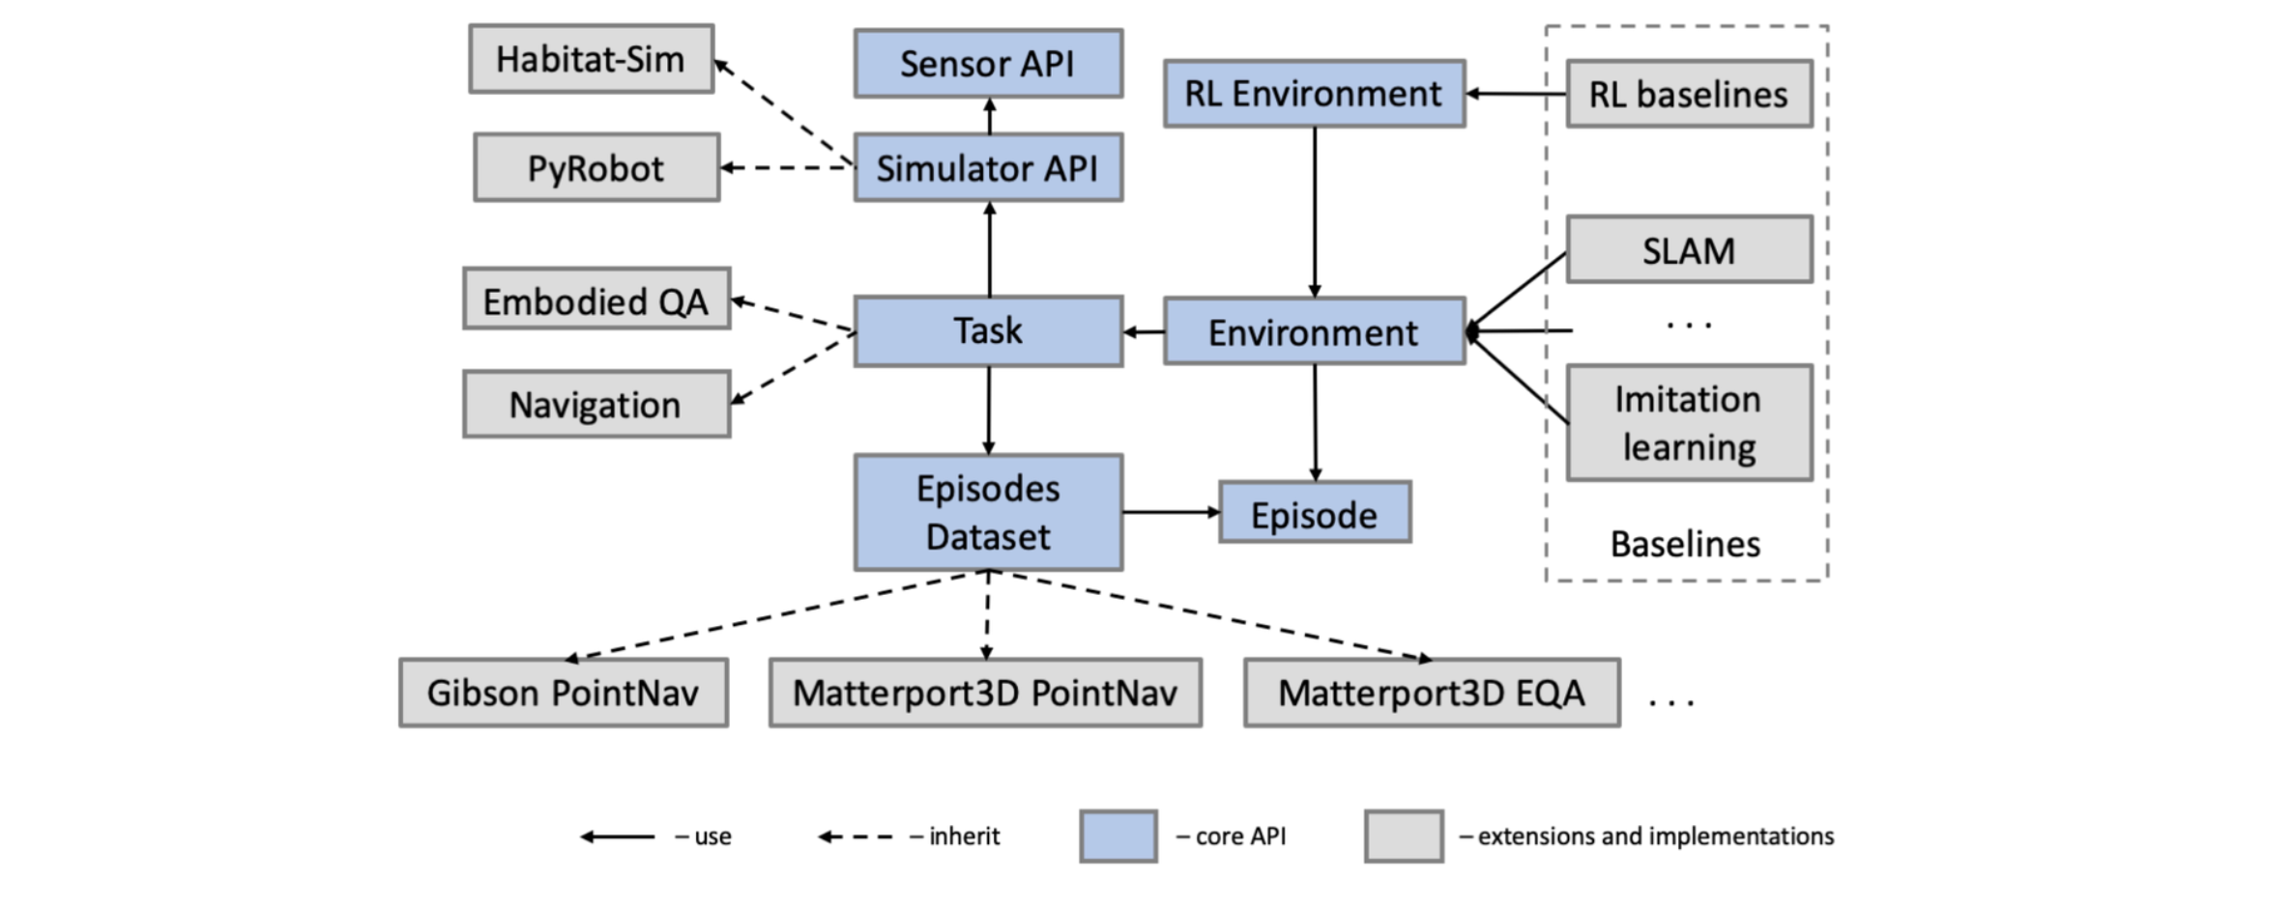 Habitat-Sim
Sensor API
RL Environment
RL baselines
PyRobot
Simulator API
SLAM
Embodied QA
Task
Environment
. . .
Navigation
Imitation
learning
Episodes
Dataset
Episode
Baselines
Gibson PointNav
Matterport3D PointNav
Matterport3D EQA
. . .
– use
– inherit
– core API
– extensions and implementations